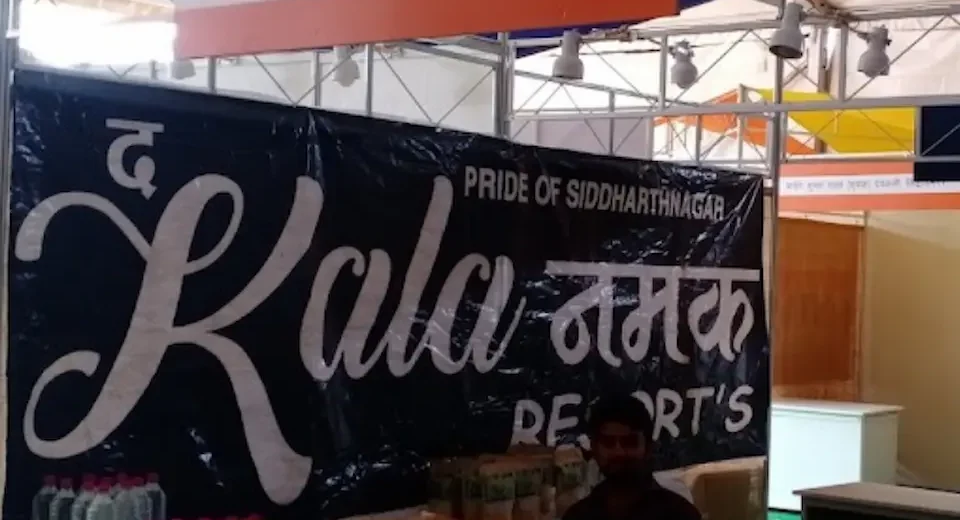 द
PRIDE OF SIDDHARTHNAGAR
Kala नमक